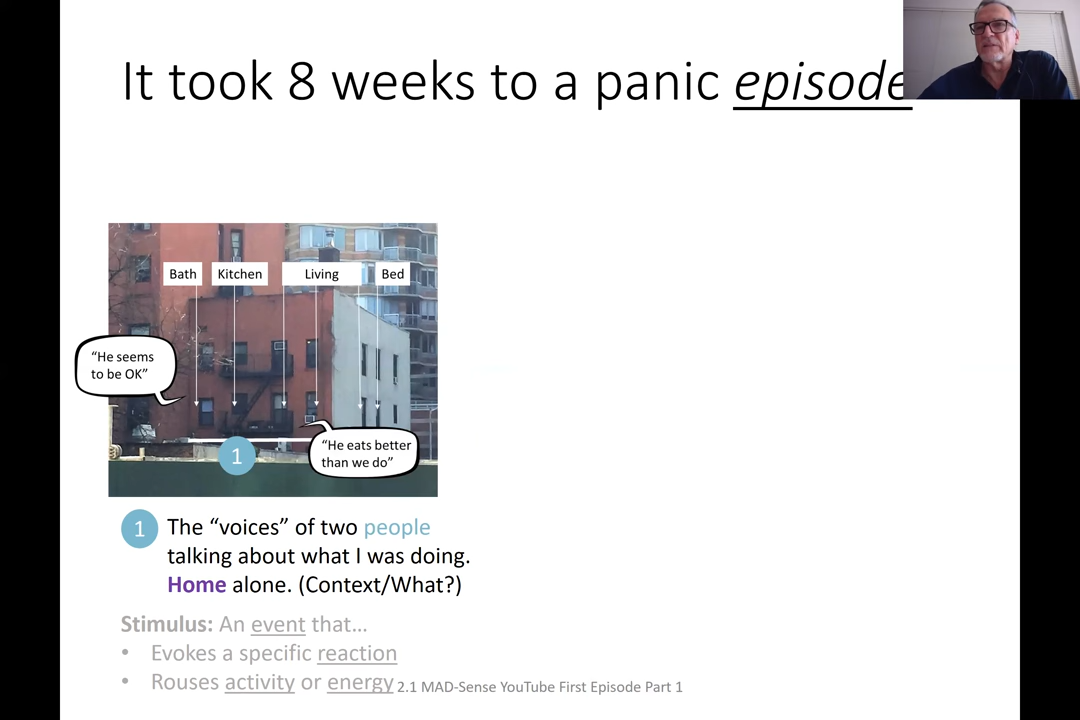 It took 8 weeks to a panic episode
Bath
Kitchen
Living
Bed
“He seems
to be OK”
“He eats better
than we do”
1
1
The “voices” of two people
talking about what I was doing.
Home alone. (Context/What?)
Stimulus: An event that…
• Evokes a specific reaction
• Rouses activity or energy
2.1 MAD-Sense YouTube First Episode Part 1